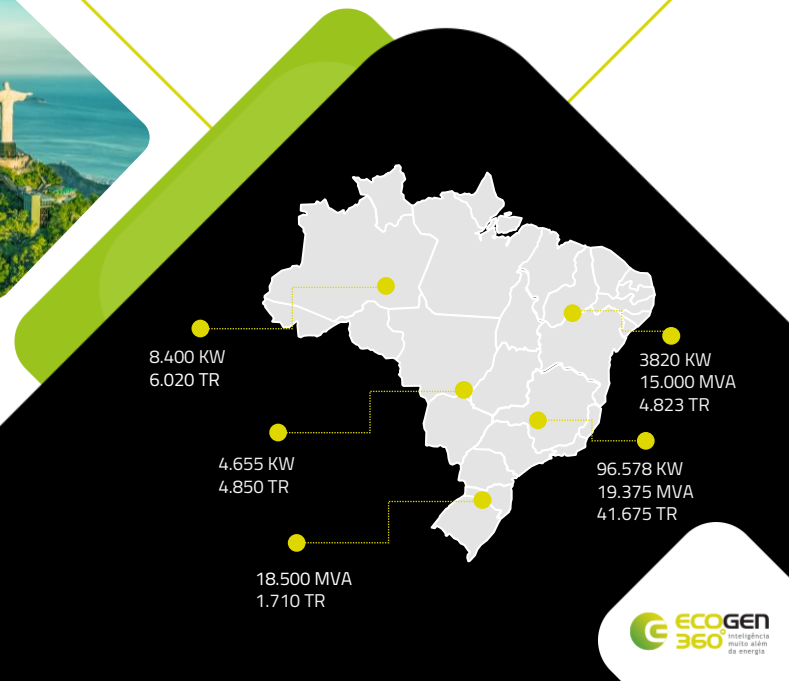 8.400 KW
6.020 TR
3820 KW
15.000 MVA
4.823 TR
4.655 KW
4.850 TR
96.578 KW
19.375 MVA
41.675 TR
18.500 MVA
1.710 TR
ECOGEN
360°
inteligência
muito além
da energia